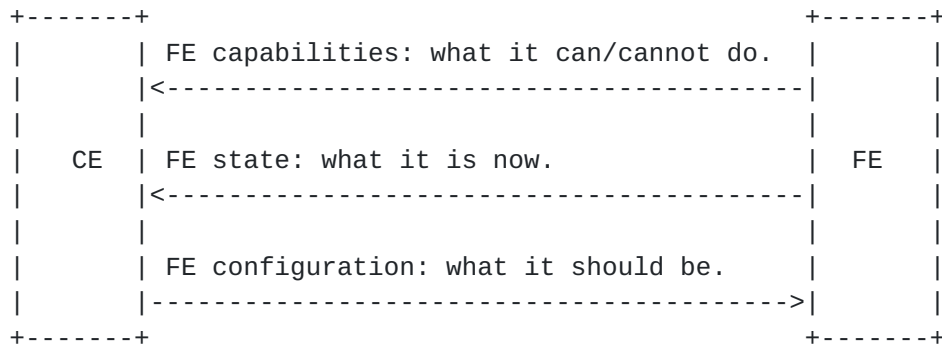 FE capabilities: what it can/cannot do.
CE FE state: what it is now. FE
FE configuration: what it should be.